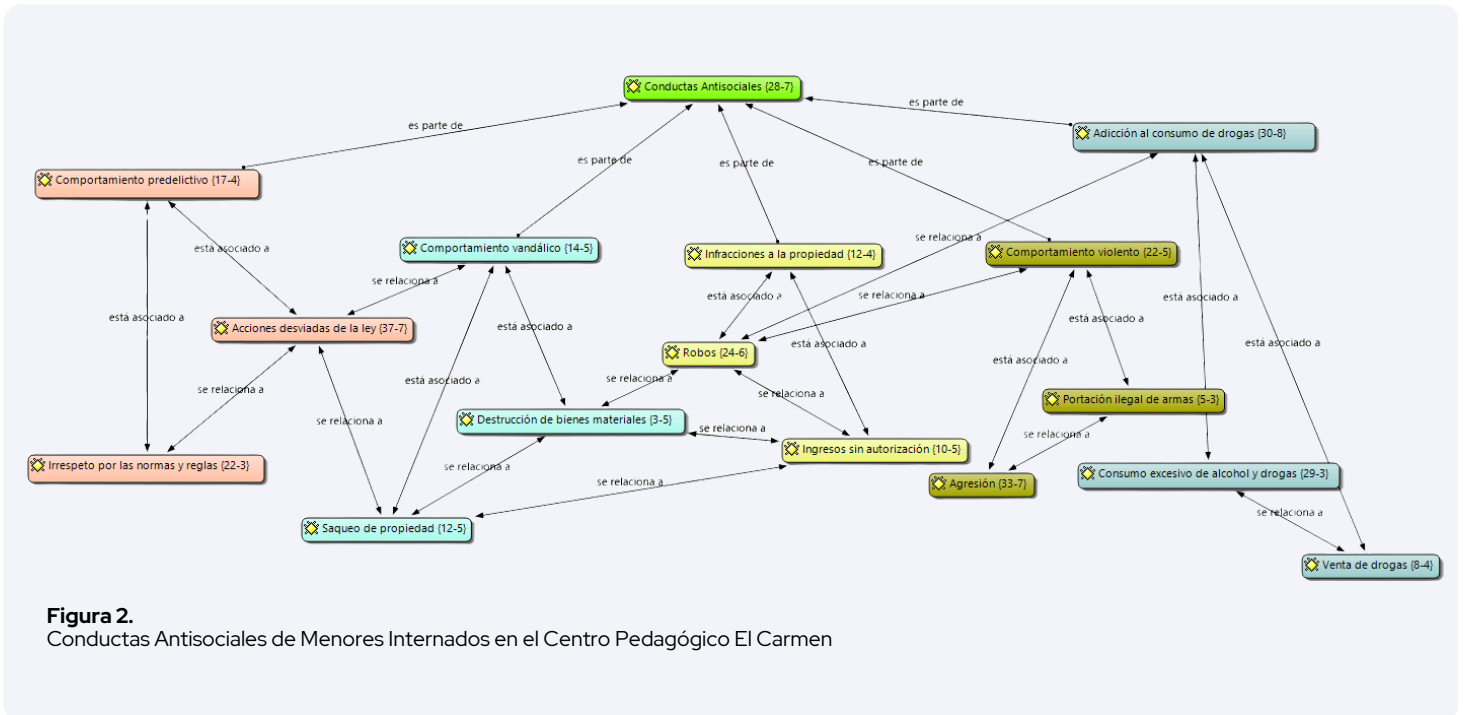 Conductas Antisociales {28-7}
es parte de
Adicción al consumo de drogas {30-8}
es parte de
es parte de
es parte de
es parte de
Comportamiento predelictivo {17-4}
se relaciona a
está asociado a
Comportamiento vandálico {14-5}
Infracciones a la propiedad {12-4}
Comportamiento violento {22-5}
se relaciona a
está asociado a
se relaciona a
está asociado a
está asociado a
está asociado a
Acciones desviadas de la ley {37-7}
está asociado a
está asociado a
está asociado a
Robos {24-6}
está asociado a
está asociado a
se relaciona a
está asociado a
se relaciona a
se relaciona a
Portación ilegal de armas {5-3}
se relaciona a
Destrucción de bienes materiales {3-5}
se relaciona a
se relaciona a
Ingresos sin autorización {10-5}
Irrespeto por las normas y reglas {22-3}
se relaciona a
Consumo excesivo de alcohol y drogas {29-3}
se relaciona a
Agresión {33-7}
se relaciona a
Saqueo de propiedad {12-5}
Venta de drogas {8-4}
Figura 2.
Conductas Antisociales de Menores Internados en el Centro Pedagógico El Carmen